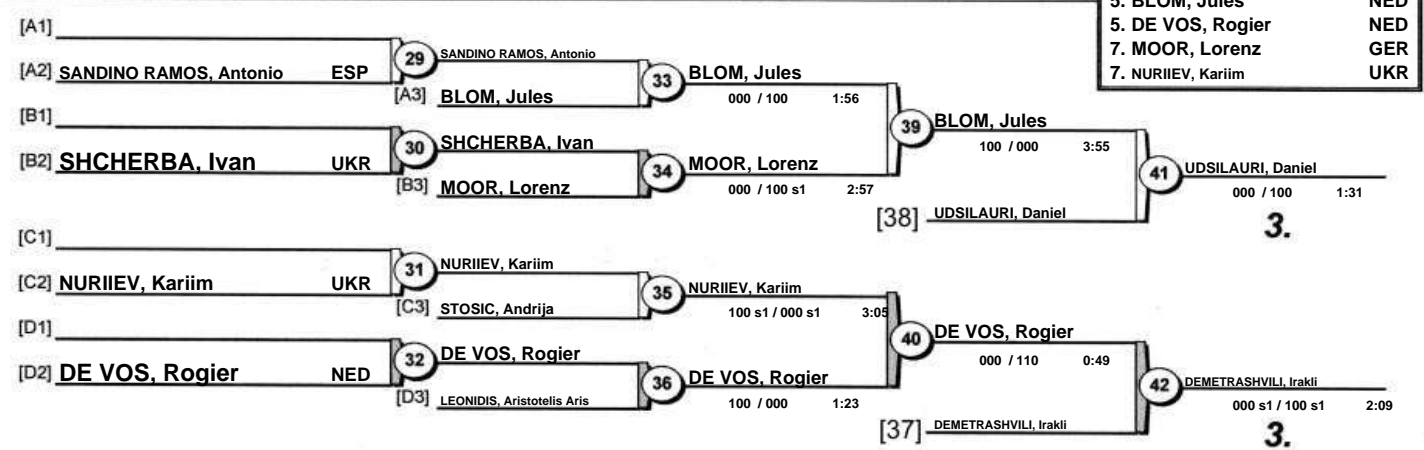 5. BLOM, Jules NED
5. DE VOS, Rogier NED
7. MOOR, Lorenz GER
7. NURIIEV, Kariim UKR
[A1]
[A2] SANDINO RAMOS, Antonio ESP
29 SANDINO RAMOS, Antonio
[A3] BLOM, Jules
33 BLOM, Jules
000 / 100 1:56
[B1]
[B2] SHCHERBA, Ivan UKR
30 SHCHERBA, Ivan
[B3] MOOR, Lorenz
34 MOOR, Lorenz
000 / 100 s1 2:57
39 BLOM, Jules
100 / 000 3:55
[38] UDSILAURI, Daniel
41 UDSILAURI, Daniel
000 / 100 1:31
3.
[C1]
[C2] NURIIEV, Kariim UKR
31 NURIIEV, Kariim
[C3] STOSIC, Andrija
35 NURIIEV, Kariim
100 s1 / 000 s1 3:05
[D1]
[D2] DE VOS, Rogier NED
32 DE VOS, Rogier
[D3] LEONIDIS, Aristotelis Aris
36 DE VOS, Rogier
100 / 000 1:23
40 DE VOS, Rogier
000 / 110 0:49
[37] DEMETRASHVILI, Irakli
42 DEMETRASHVILI, Irakli
000 s1 / 100 s1 2:09
3.